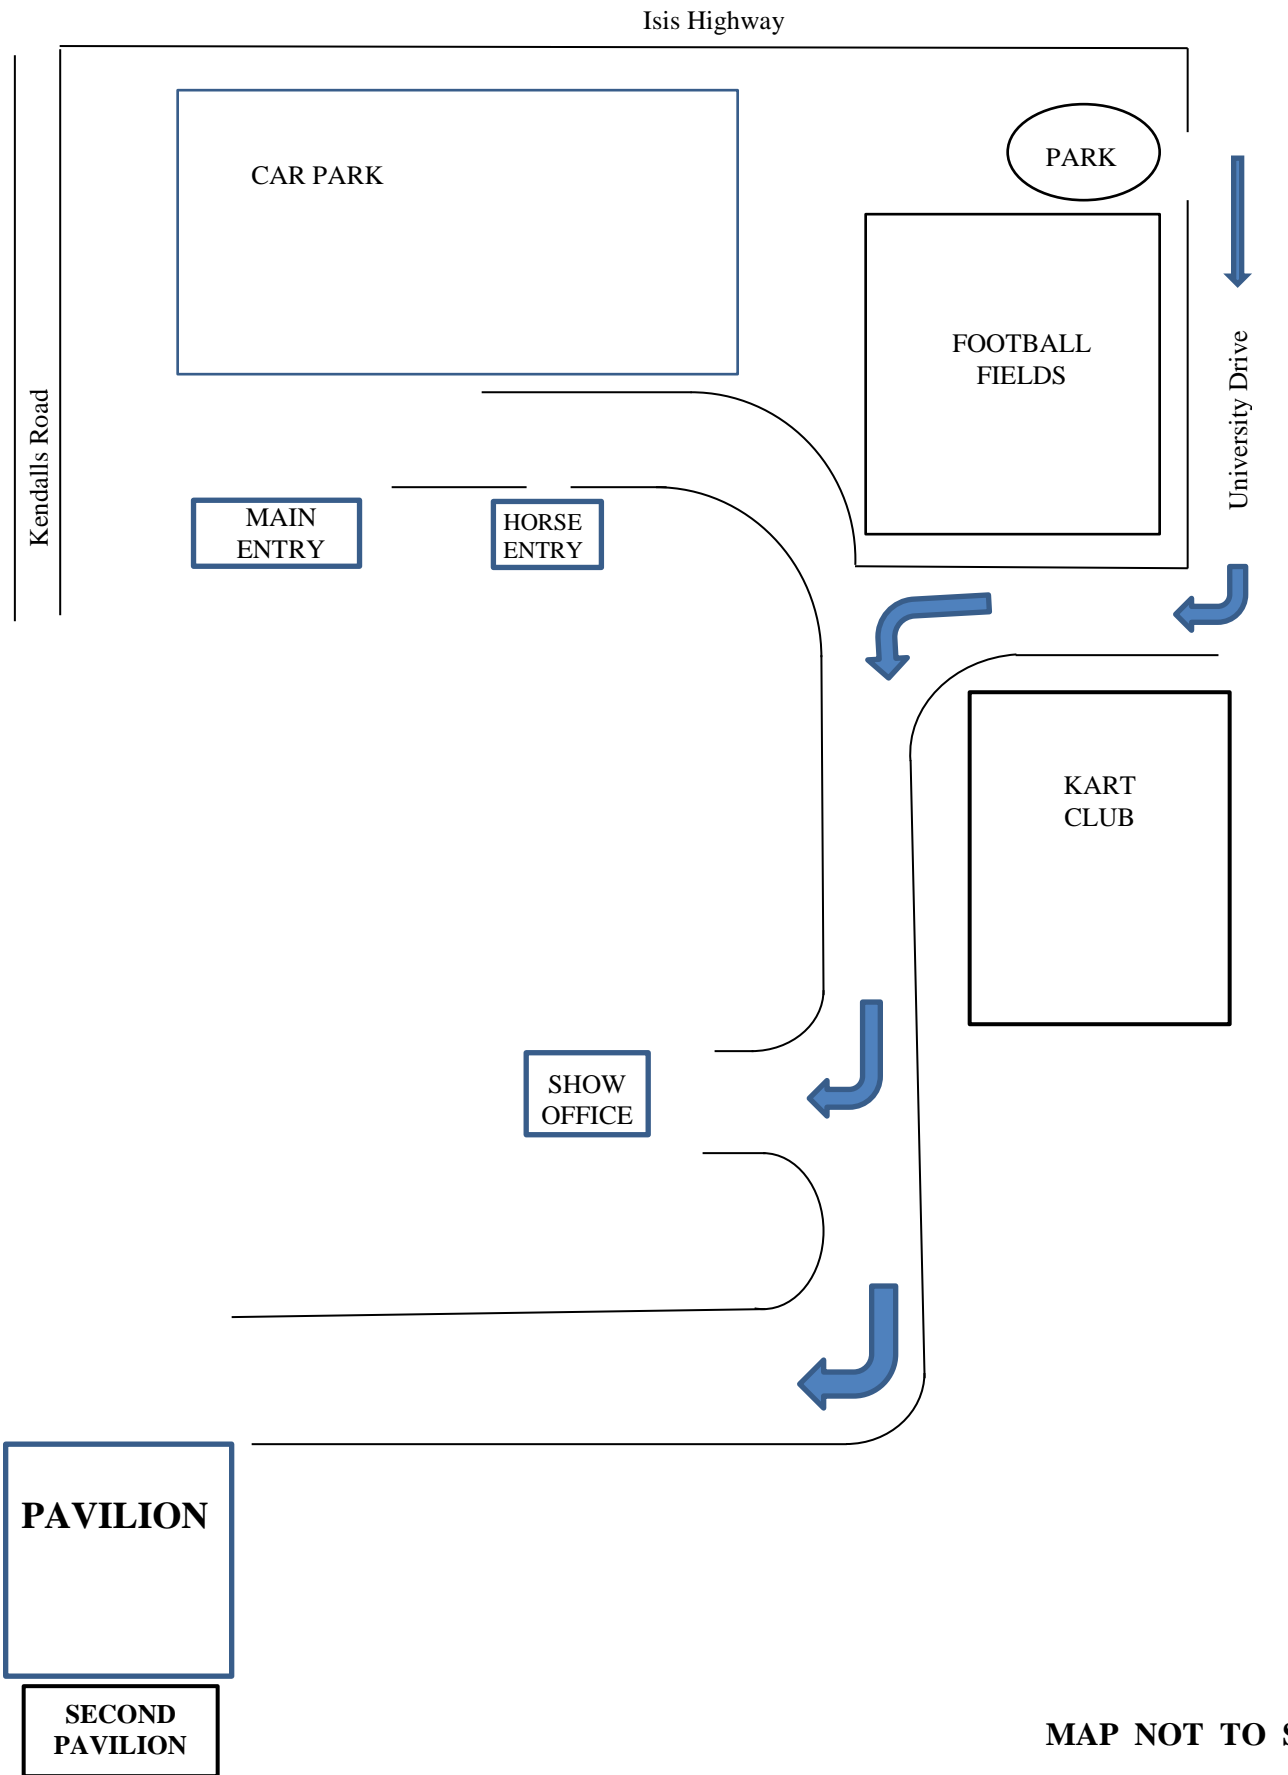 Isis Highway
CAR PARK
PARK
FOOTBALL
FIELDS
University Drive
Kendalls Road
MAIN
ENTRY
HORSE
ENTRY
KART
CLUB
SHOW
OFFICE
PAVILION
SECOND
PAVILION
MAP NOT TO